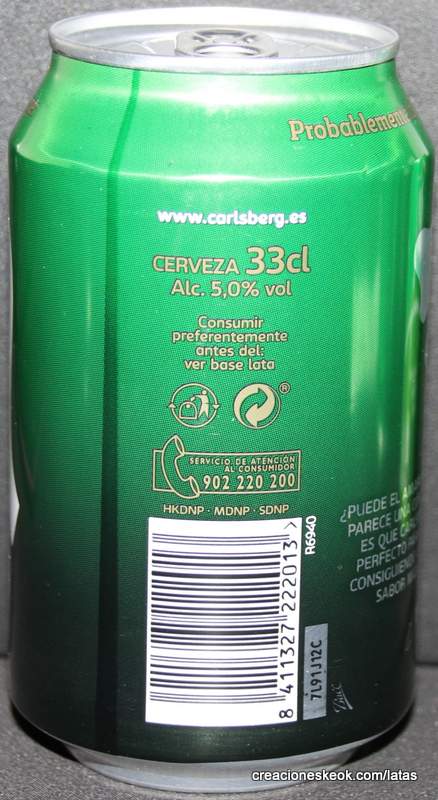 Probablemente
www.carlsberg.es
CERVEZA 33cl
Alc. 5,0% vol
Consumir
preferentemente
antes del:
ver base lata
®
SERVICIO DE ATENCIÓN
AL CONSUMIDOR
902 220 200
HKDNP · MDNP · SDNP
R6940
8 411327 222013 >
7L91J12C
¿PUEDE EL
PARECE UNA
ES QUE
PERFECTO
CONSIGUIEN
SABOR
creacioneskeok.com/latas